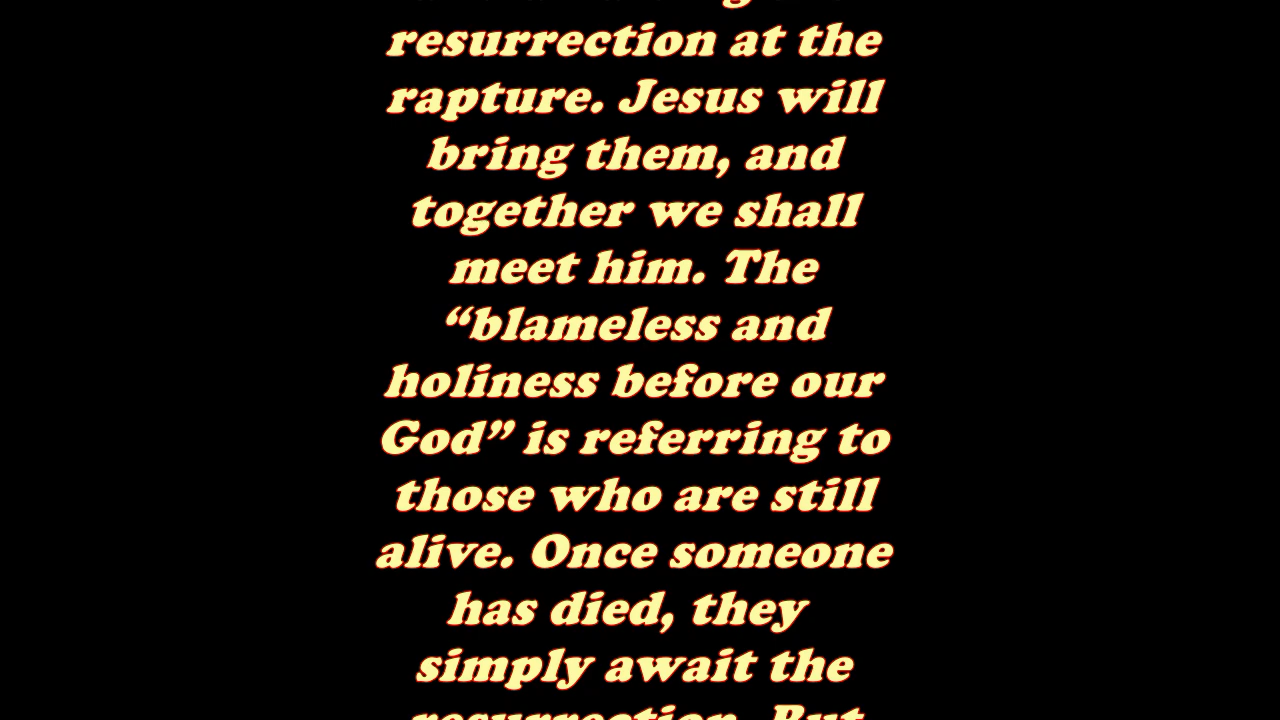 resurrection at the
rapture. Jesus will
bring them, and
together we shall
meet him. The
“blameless and
holiness before our
God” is referring to
those who are still
alive. Once someone
has died, they
simply await the
resurrection. But